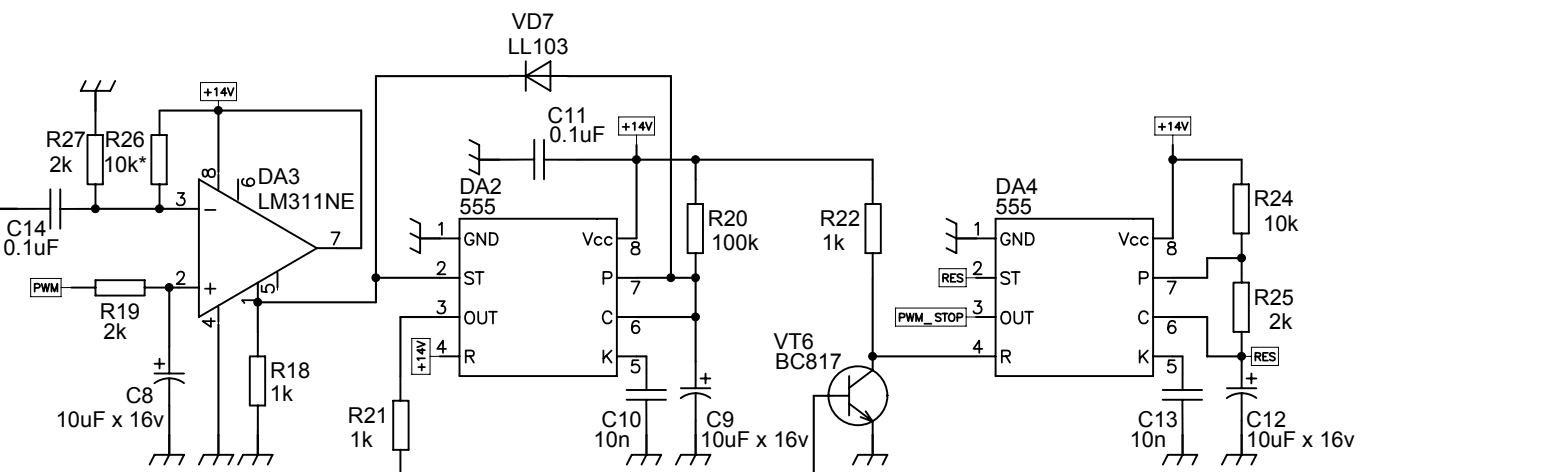 VD7
LL103
+14V
R27
2k
R26
10k*
C14
0.1uF
3
8
6
DA3
LM311NE
7
PWM
R19
2k
2
+
5
1
4
C8
10uF x 16v
+
R18
1k
C11
0.1uF
+14V
DA2
555
1 GND
2 ST
3 OUT
4 R
+14V
Vcc 8
P 7
C 6
K 5
R20
100k
R21
1k
C10
10n
+
C9
10uF x 16v
R22
1k
VT6
BC817
+14V
DA4
555
1 GND
RES 2 ST
PWM_STOP 3 OUT
4 R
Vcc 8
P 7
C 6
K 5
R24
10k
R25
2k
RES
C13
10n
+
C12
10uF x 16v